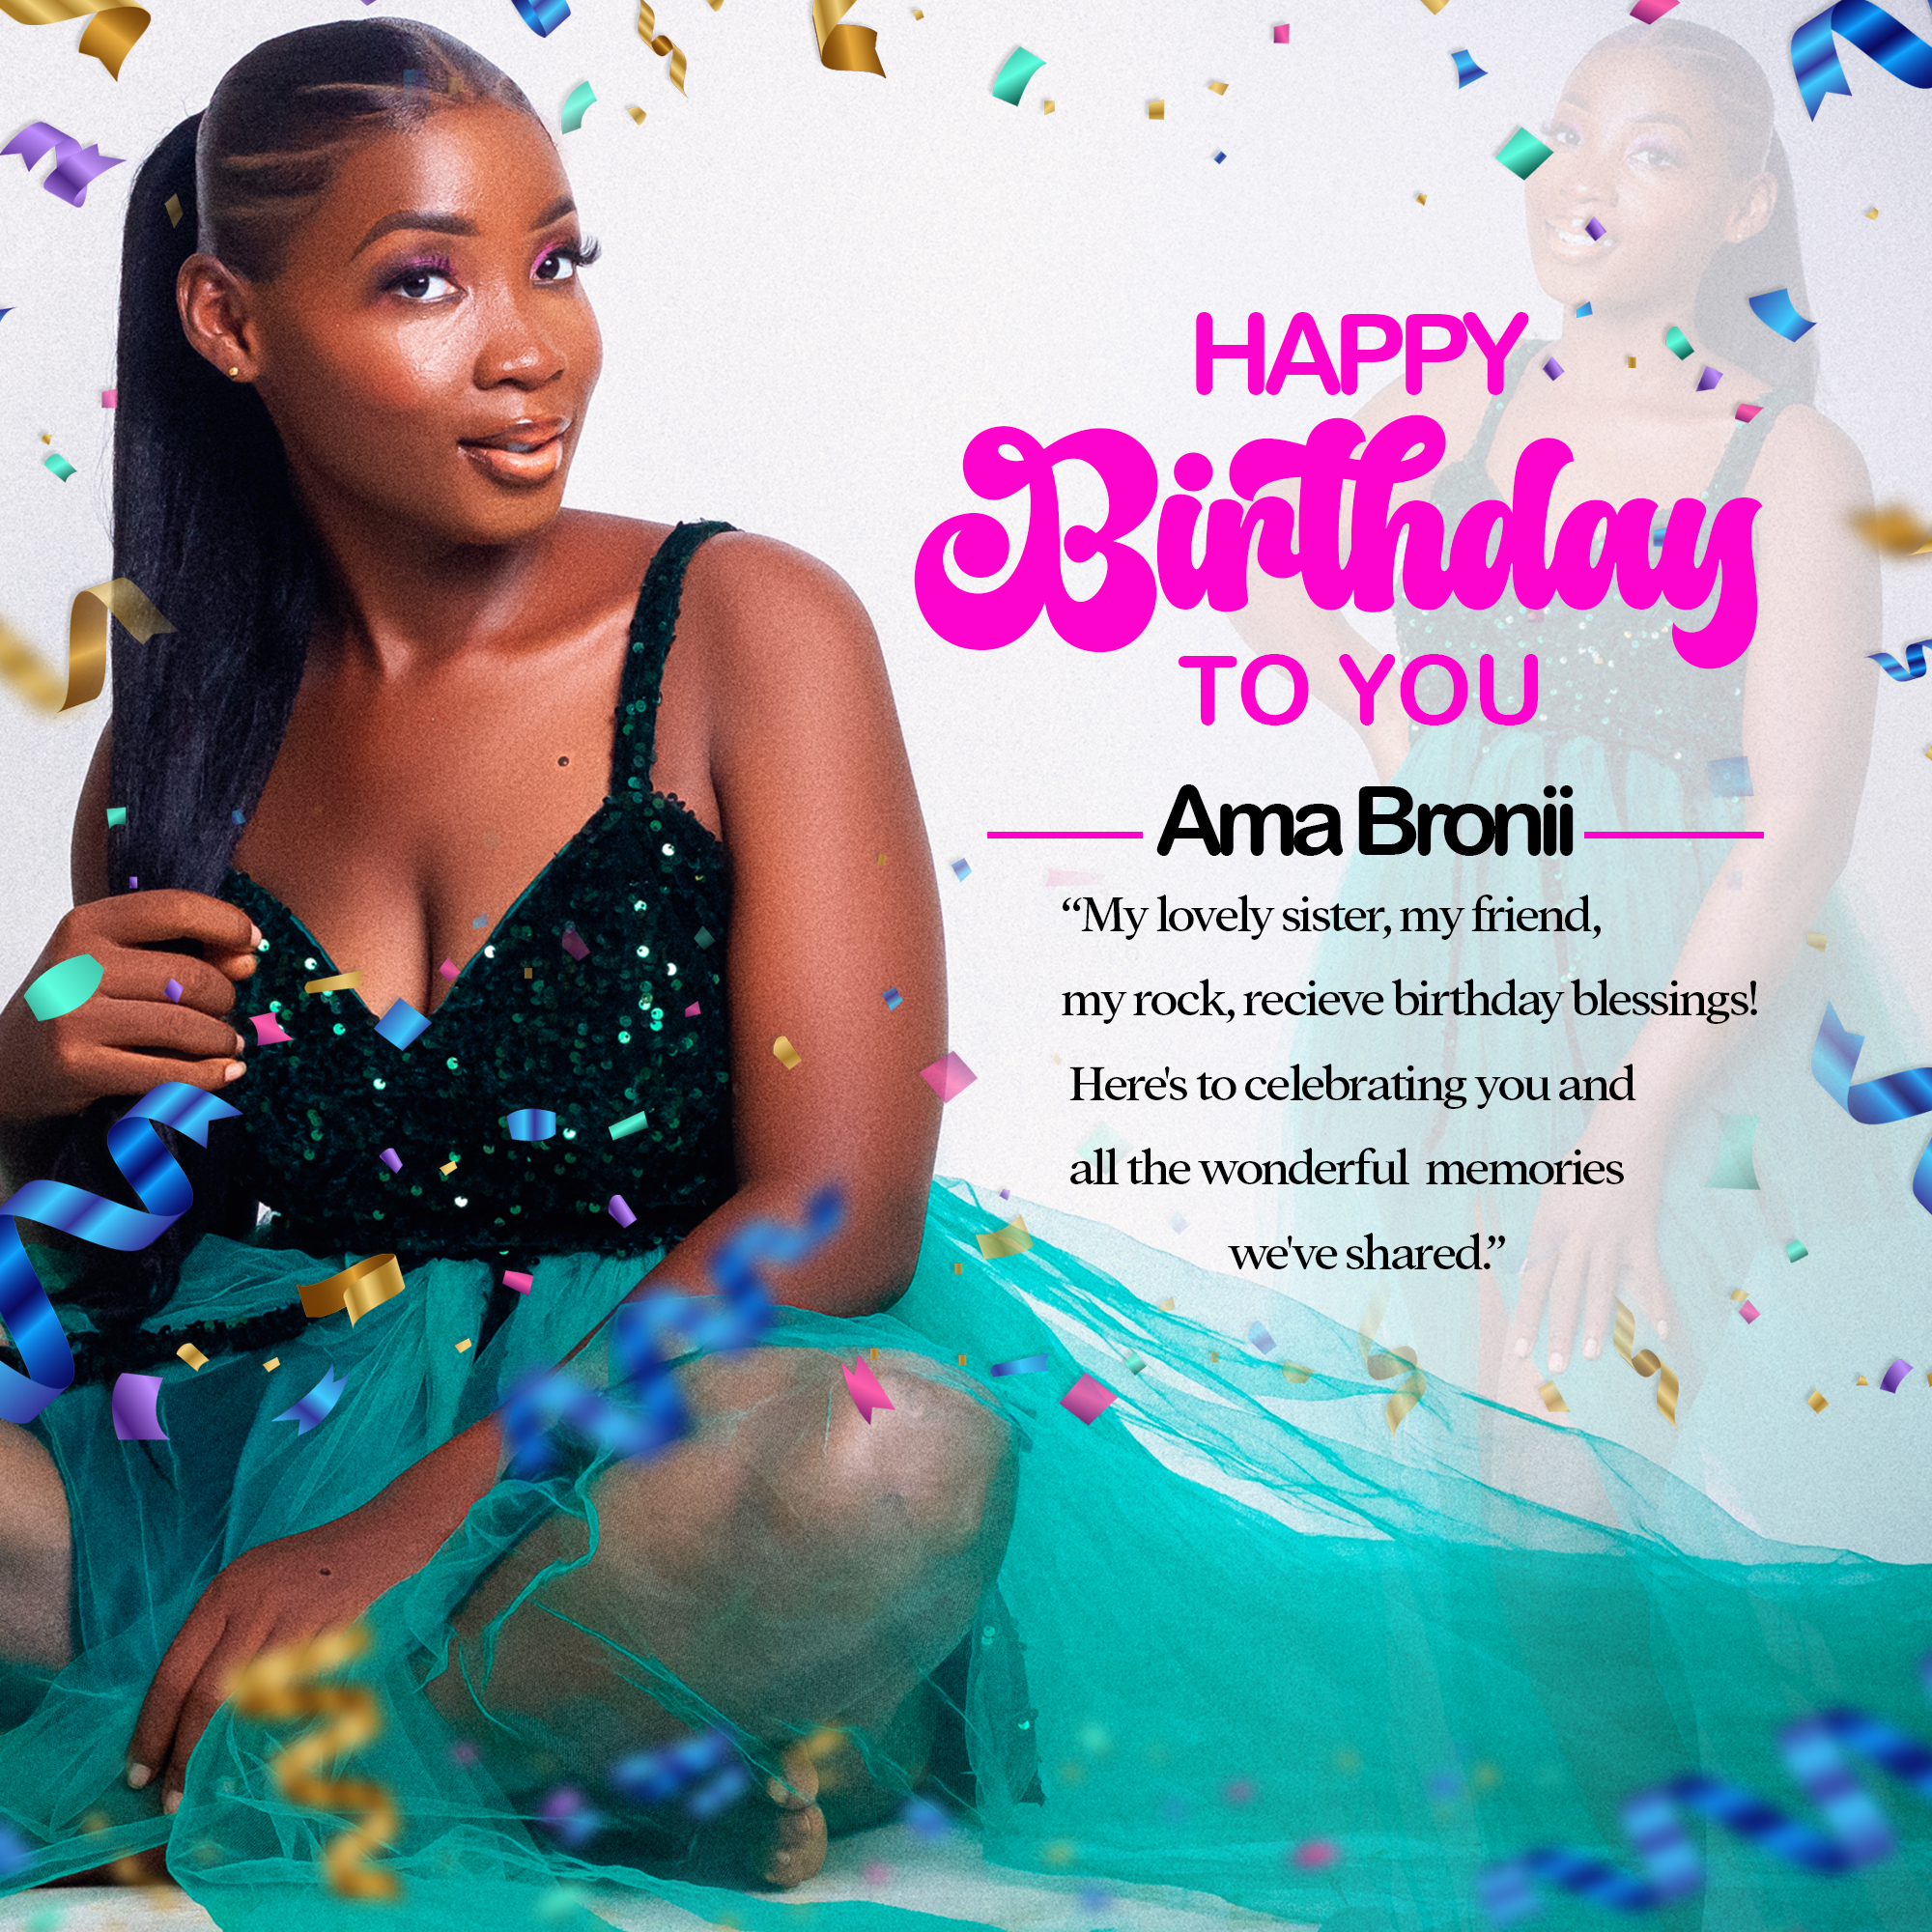 HAPPY
Birthday
TO YOU
Ama Bronii
“My lovely sister, my friend,
my rock, recieve birthday blessings!
Here's to celebrating you and
all the wonderful memories
we've shared.”